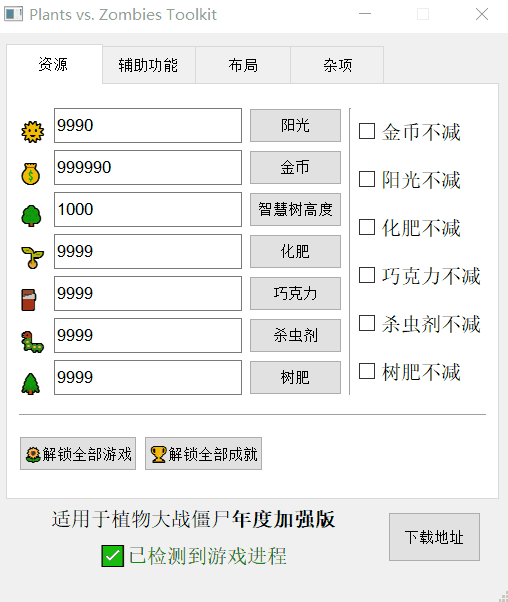 Plants vs. Zombies Toolkit
资源 辅助功能 布局 杂项
9990 阳光 金币不减
999990 金币 阳光不减
1000 智慧树高度 化肥不减
9999 化肥 巧克力不减
9999 巧克力 杀虫剂不减
9999 杀虫剂 树肥不减
9999 树肥
解锁全部游戏 解锁全部成就
适用于植物大战僵尸年度加强版
已检测到游戏进程
下载地址